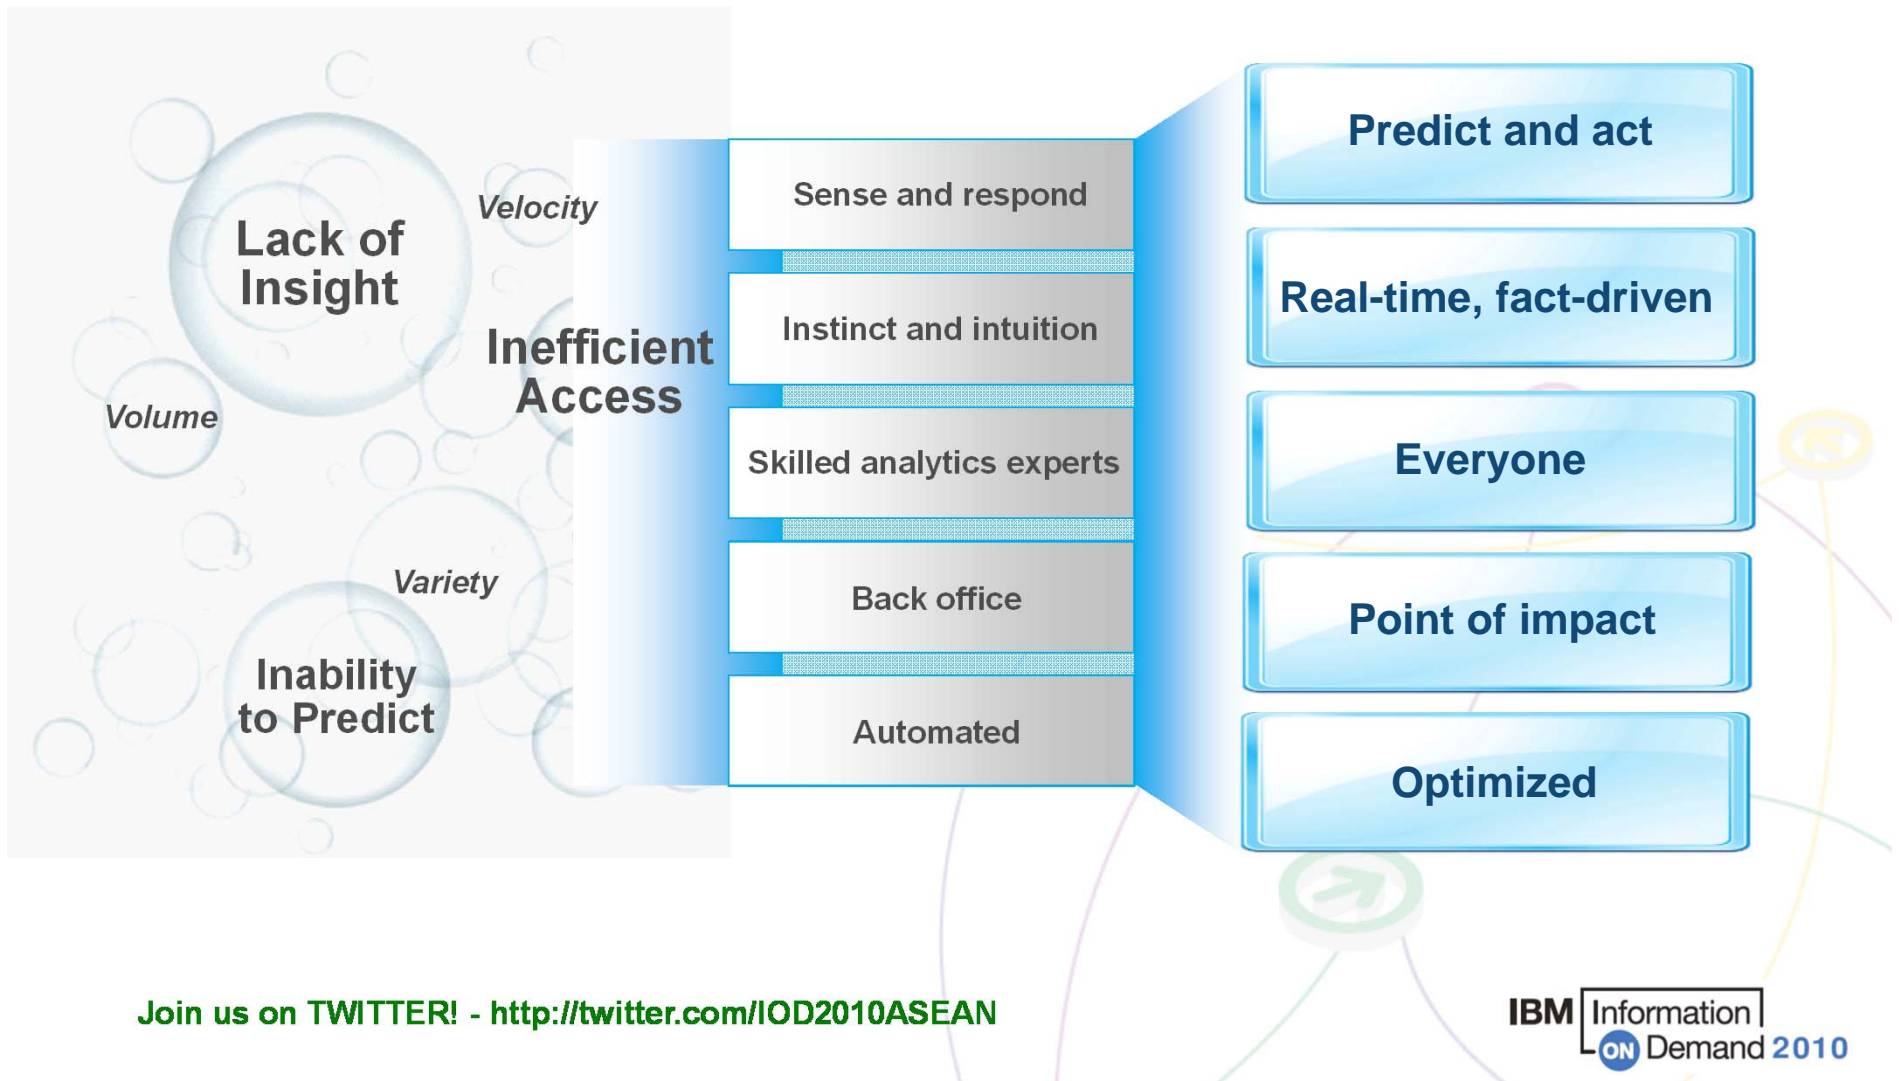 Lack of
Insight
Velocity
Inefficient
Access
Volume
Variety
Inability
to Predict
Sense and respond
Instinct and intuition
Skilled analytics experts
Back office
Automated
Predict and act
Real-time, fact-driven
Everyone
Point of impact
Optimized
Join us on TWITTER! - http://twitter.com/IOD2010ASEAN
IBM Information
ON Demand 2010